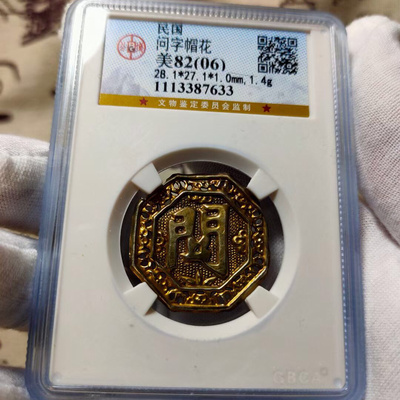 民国
问字帽花
美82(06)
28.1*27.1*1.0mm,1.4g
1113387633
★ 文物鉴定委员会监制 ★
問
GBCA